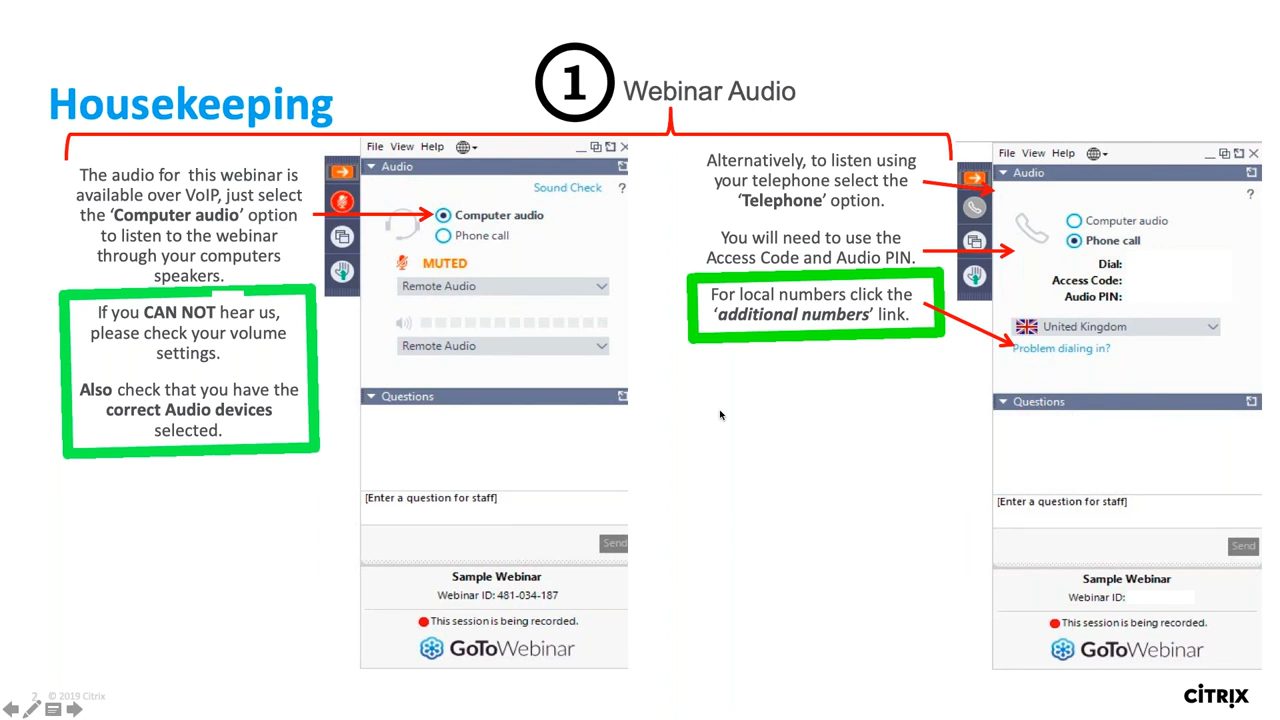 Housekeeping
1
Webinar Audio
The audio for this webinar is
available over VoIP, just select
the ‘Computer audio’ option
to listen to the webinar
through your computers
speakers.
If you CAN NOT hear us,
please check your volume
settings.
Also check that you have the
correct Audio devices
selected.
File View Help
Audio
Sound Check ?
Computer audio
Phone call
MUTED
Remote Audio
Remote Audio
Questions
[Enter a question for staff]
Send
Sample Webinar
Webinar ID: 481-034-187
This session is being recorded.
GoToWebinar
Alternatively, to listen using
your telephone select the
‘Telephone’ option.
You will need to use the
Access Code and Audio PIN.
For local numbers click the
‘additional numbers’ link.
File View Help
Audio
?
Computer audio
Phone call
Dial:
Access Code:
Audio PIN:
United Kingdom
Problem dialing in?
Questions
[Enter a question for staff]
Send
Sample Webinar
Webinar ID:
This session is being recorded.
GoToWebinar
2 © 2019 Citrix
CITRIX